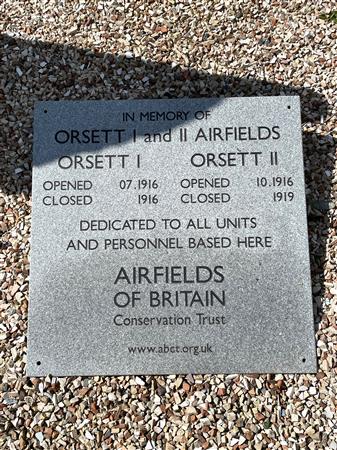 IN MEMORY OF
ORSETT I and II AIRFIELDS
ORSETT I ORSETT II
OPENED 07.1916 OPENED 10.1916
CLOSED 1916 CLOSED 1919
DEDICATED TO ALL UNITS
AND PERSONNEL BASED HERE
AIRFIELDS
OF BRITAIN
Conservation Trust
www.abct.org.uk